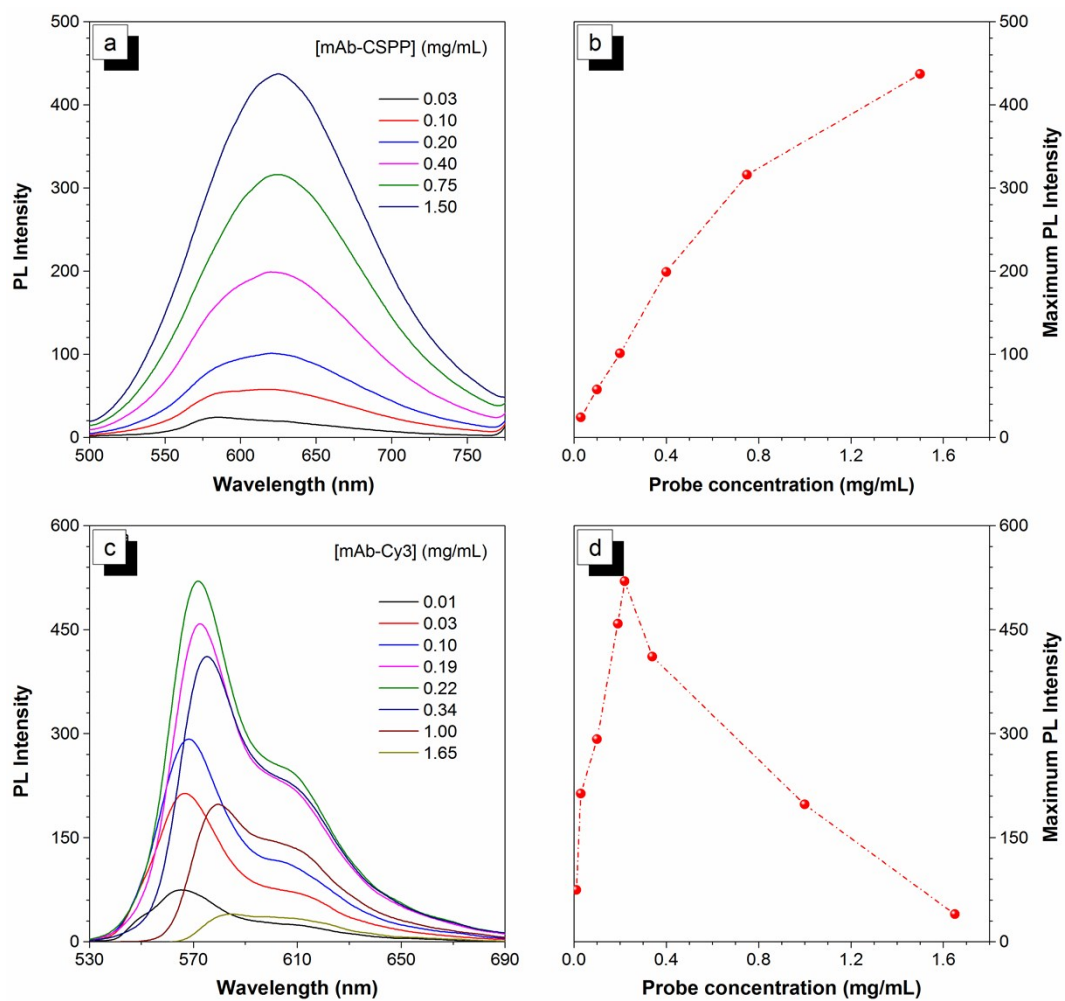 a
[mAb-CSPP] (mg/mL)
0.03
0.10
0.20
0.40
0.75
1.50
PL Intensity
500
400
300
200
100
0
500 550 600 650 700 750
Wavelength (nm)
b
500
400
300
200
100
0
Maximum PL Intensity
0.0 0.4 0.8 1.2 1.6
Probe concentration (mg/mL)
c
[mAb-Cy3] (mg/mL)
0.01
0.03
0.10
0.19
0.22
0.34
1.00
1.65
PL Intensity
600
450
300
150
0
530 570 610 650 690
Wavelength (nm)
d
600
450
300
150
0
Maximum PL Intensity
0.0 0.4 0.8 1.2 1.6
Probe concentration (mg/mL)